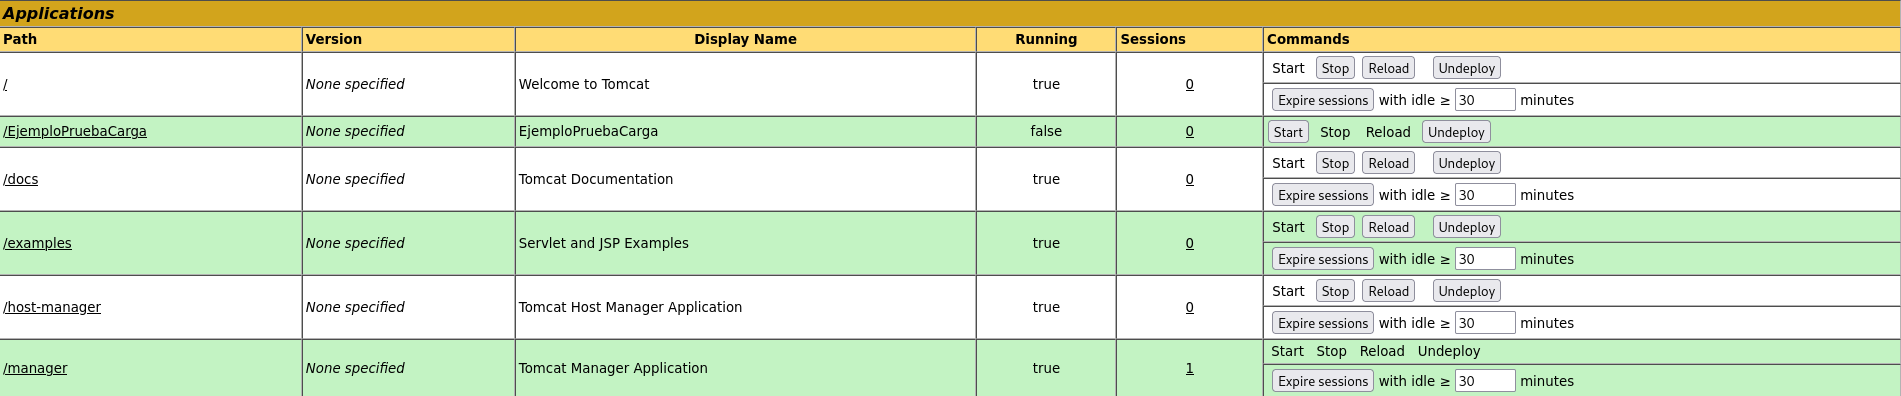 Applications
Path Version Display Name Running Sessions Commands
/ None specified Welcome to Tomcat true 0 Start Stop Reload Undeploy
Expire sessions with idle ≥ 30 minutes
/EjemploPruebaCarga None specified EjemploPruebaCarga false 0 Start Stop Reload Undeploy
/docs None specified Tomcat Documentation true 0 Start Stop Reload Undeploy
Expire sessions with idle ≥ 30 minutes
/examples None specified Servlet and JSP Examples true 0 Start Stop Reload Undeploy
Expire sessions with idle ≥ 30 minutes
/host-manager None specified Tomcat Host Manager Application true 0 Start Stop Reload Undeploy
Expire sessions with idle ≥ 30 minutes
/manager None specified Tomcat Manager Application true 1 Start Stop Reload Undeploy
Expire sessions with idle ≥ 30 minutes